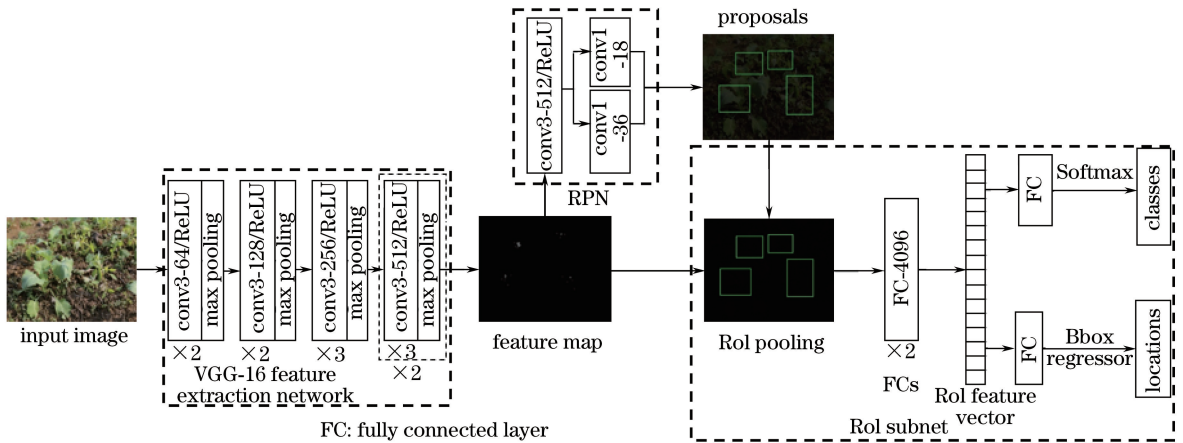 proposals
conv3-512/ReLU
conv1
-18
conv1
-36
RPN
conv3-64/ReLU
max pooling
×2
conv3-128/ReLU
max pooling
×2
conv3-256/ReLU
max pooling
×3
conv3-512/ReLU
max pooling
×3
×2
input image
VGG-16 feature
extraction network
feature map
RoI pooling
FC-4096
×2
FCs
FC
Softmax
classes
FC
Bbox
regressor
locations
RoI feature
vector
RoI subnet
FC: fully connected layer